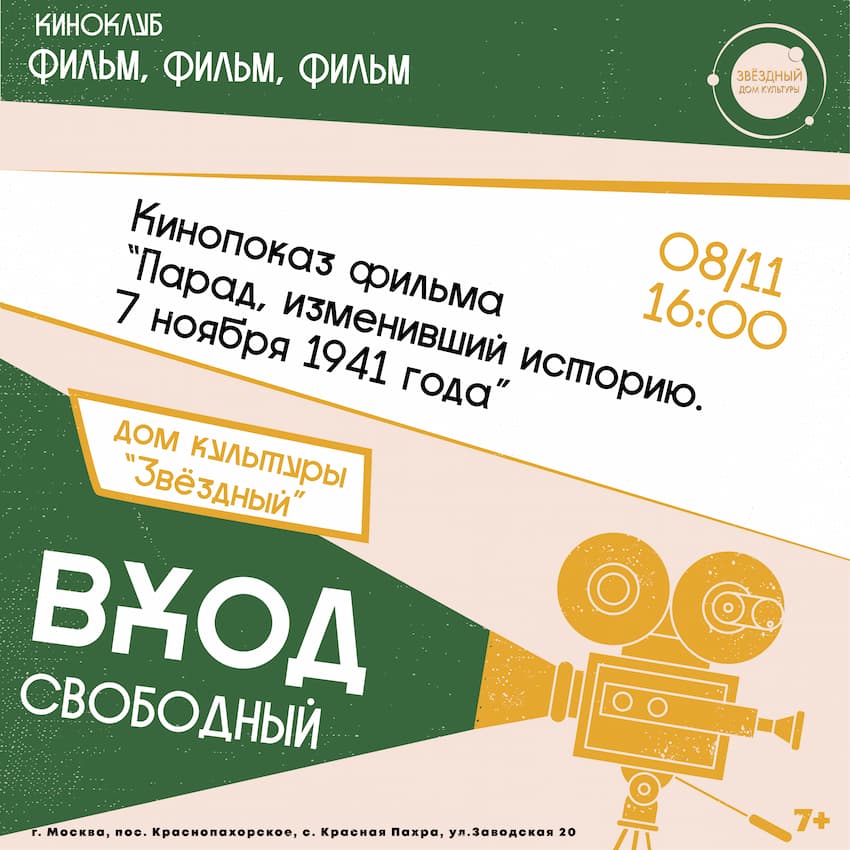 КИНОКЛУБ
ФИЛЬМ, ФИЛЬМ, ФИЛЬМ
ЗВЁЗДНЫЙ
ДОМ КУЛЬТУРЫ
Кинопоказ фильма
“Парад, изменивший историю.
7 ноября 1941 года”
08/11
16:00
дом культуры
“Звёздный”
ВХОД
СВОБОДНЫЙ
7+
г. Москва, пос. Краснопахорское, с. Красная Пахра, ул.Заводская 20